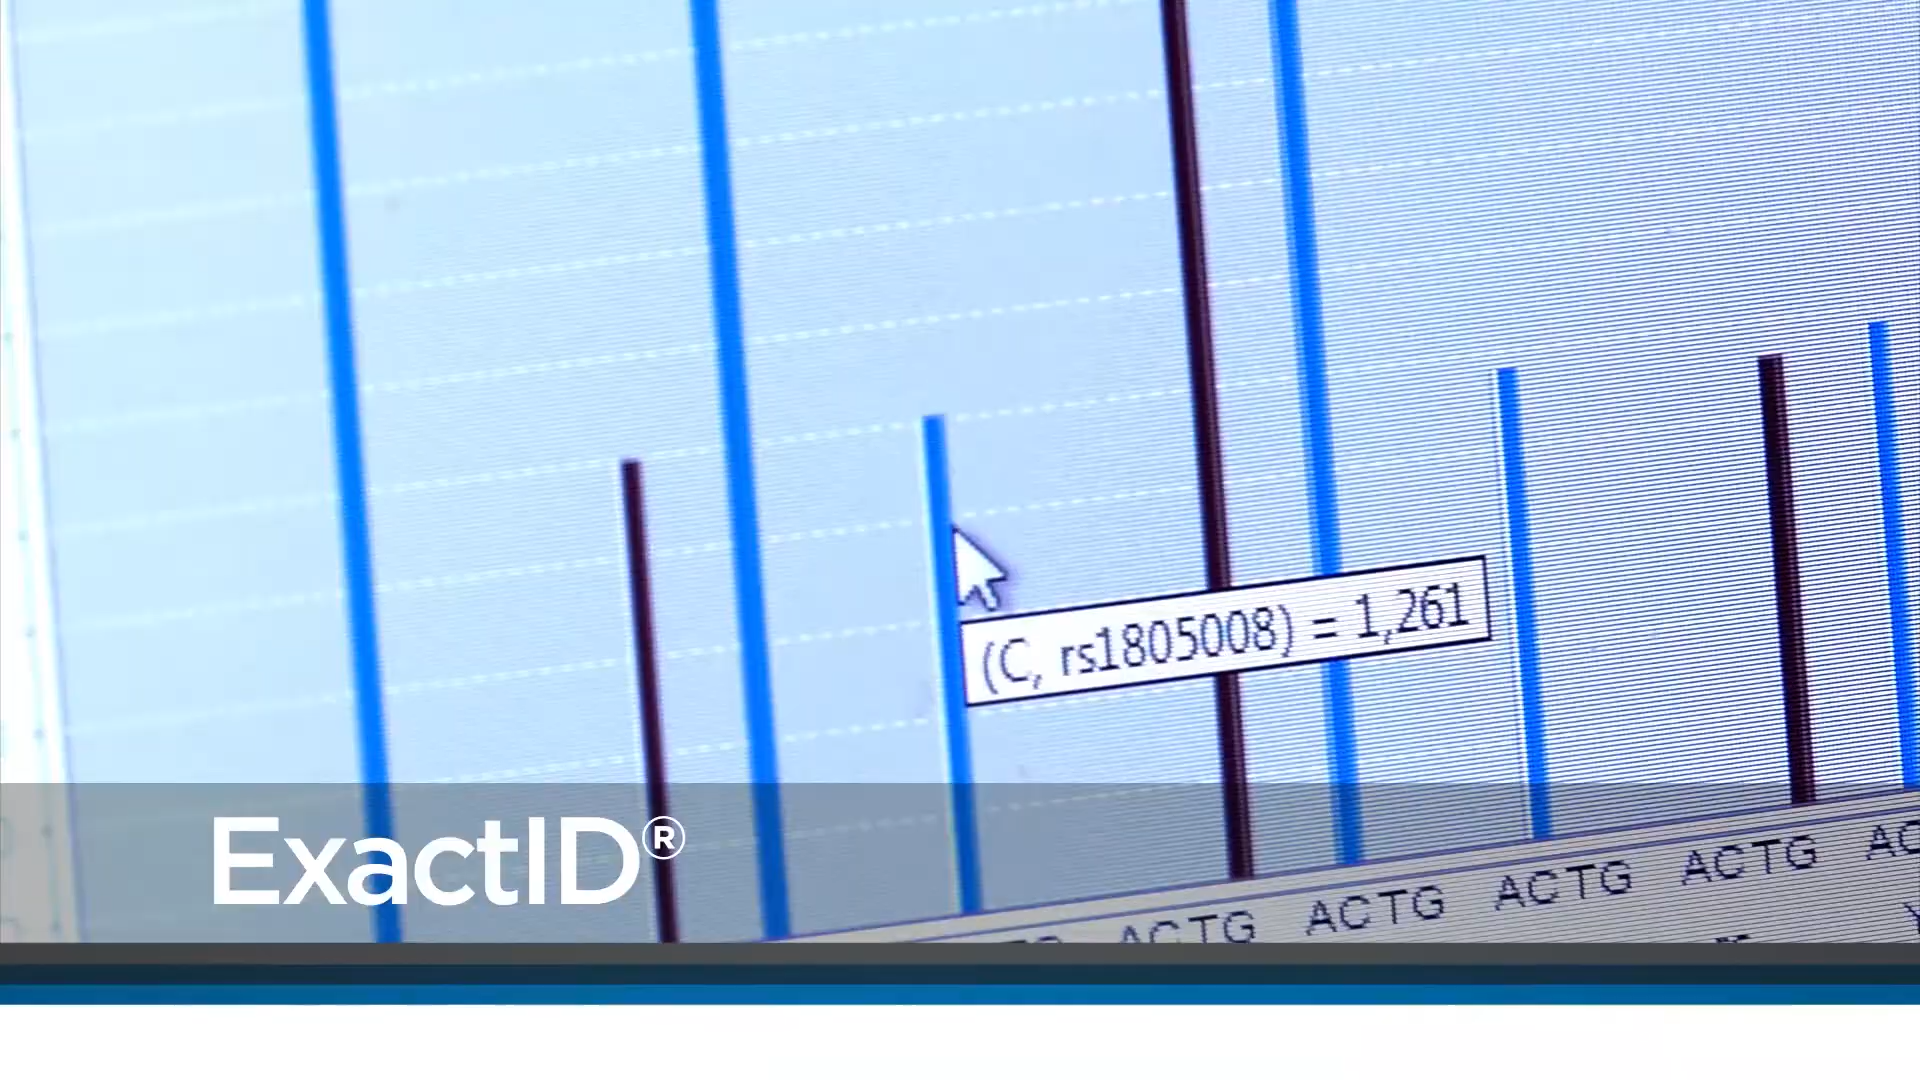 (C, rs1805008) = 1,261
ExactID®
ACTG ACTG ACTG ACTG